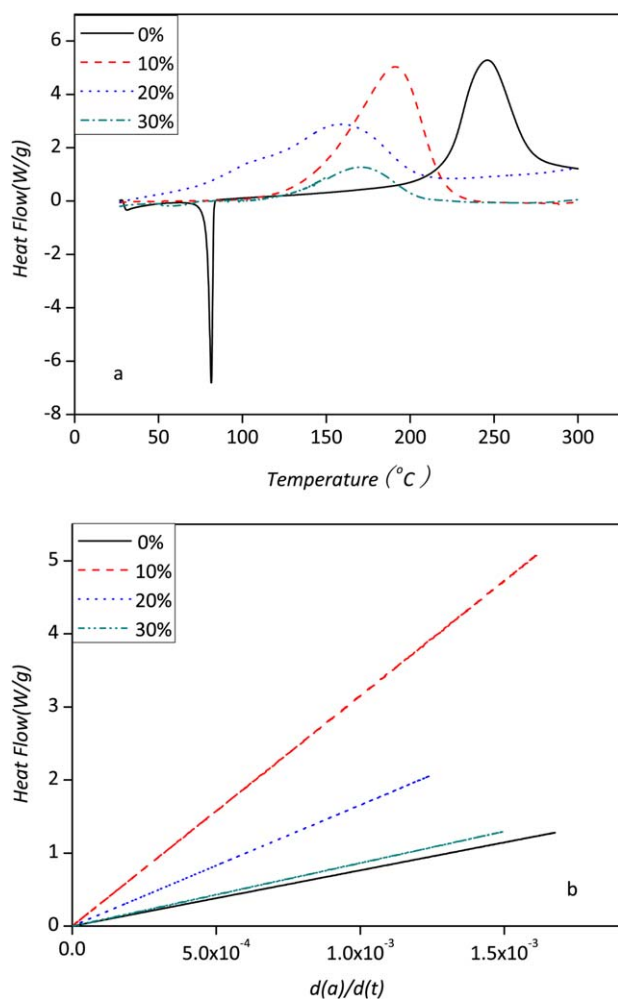 0%
10%
20%
30%
6
4
2
0
-2
-4
-6
-8
Heat Flow(W/g)
a
0 50 100 150 200 250 300
Temperature (°C )
0%
10%
20%
30%
5
4
3
2
1
0
Heat Flow(W/g)
b
0.0 5.0x10⁻⁴ 1.0x10⁻³ 1.5x10⁻³
d(a)/d(t)